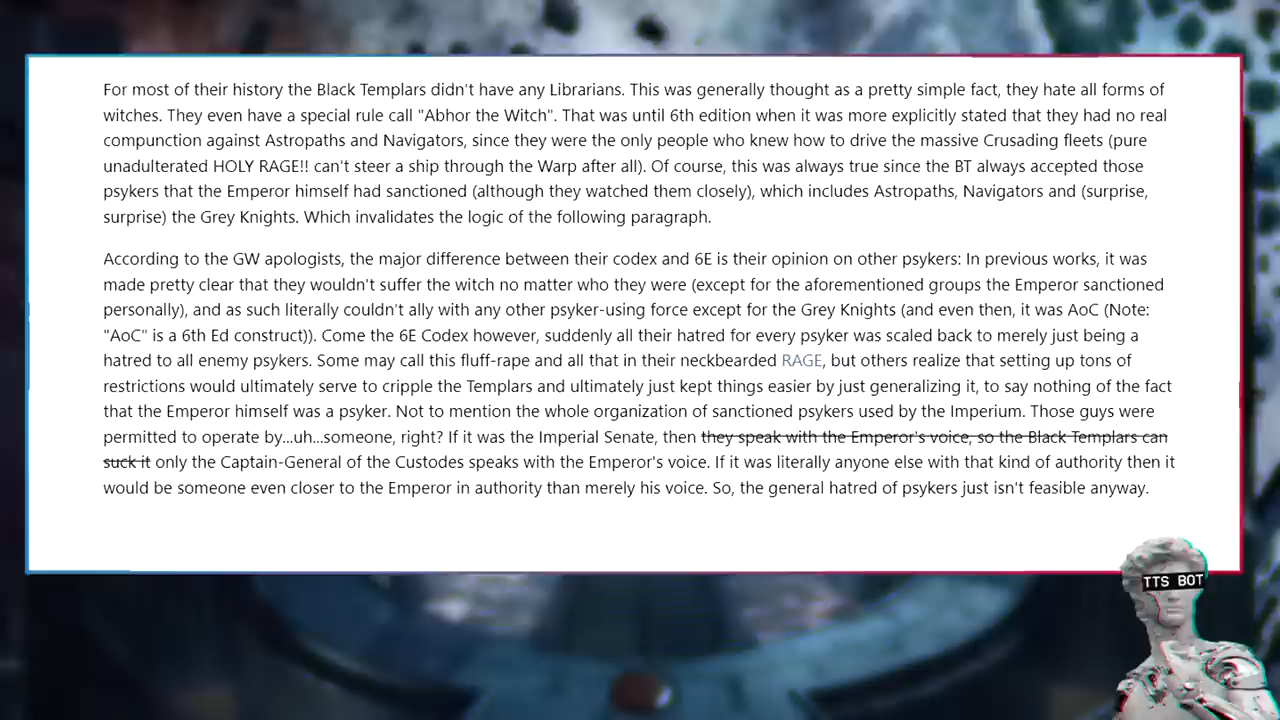 For most of their history the Black Templars didn't have any Librarians. This was generally thought as a pretty simple fact, they hate all forms of
witches. They even have a special rule call "Abhor the Witch". That was until 6th edition when it was more explicitly stated that they had no real
compunction against Astropaths and Navigators, since they were the only people who knew how to drive the massive Crusading fleets (pure
unadulterated HOLY RAGE!! can't steer a ship through the Warp after all). Of course, this was always true since the BT always accepted those
psykers that the Emperor himself had sanctioned (although they watched them closely), which includes Astropaths, Navigators and (surprise,
surprise) the Grey Knights. Which invalidates the logic of the following paragraph.
According to the GW apologists, the major difference between their codex and 6E is their opinion on other psykers: In previous works, it was
made pretty clear that they wouldn't suffer the witch no matter who they were (except for the aforementioned groups the Emperor sanctioned
personally), and as such literally couldn't ally with any other psyker-using force except for the Grey Knights (and even then, it was AoC (Note:
"AoC" is a 6th Ed construct)). Come the 6E Codex however, suddenly all their hatred for every psyker was scaled back to merely just being a
hatred to all enemy psykers. Some may call this fluff-rape and all that in their neckbearded RAGE, but others realize that setting up tons of
restrictions would ultimately serve to cripple the Templars and ultimately just kept things easier by just generalizing it, to say nothing of the fact
that the Emperor himself was a psyker. Not to mention the whole organization of sanctioned psykers used by the Imperium. Those guys were
permitted to operate by...uh...someone, right? If it was the Imperial Senate, then they speak with the Emperor's voice, so the Black Templars can
suck it only the Captain-General of the Custodes speaks with the Emperor's voice. If it was literally anyone else with that kind of authority then it
would be someone even closer to the Emperor in authority than merely his voice. So, the general hatred of psykers just isn't feasible anyway.
TTS BOT